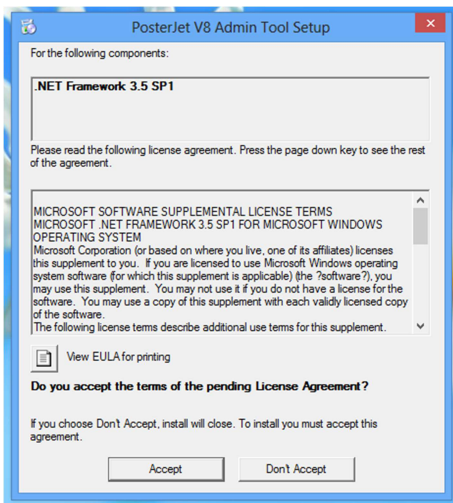 PosterJet V8 Admin Tool Setup
For the following components:
.NET Framework 3.5 SP1
Please read the following license agreement. Press the page down key to see the rest
of the agreement.
MICROSOFT SOFTWARE SUPPLEMENTAL LICENSE TERMS
MICROSOFT .NET FRAMEWORK 3.5 SP1 FOR MICROSOFT WINDOWS
OPERATING SYSTEM
Microsoft Corporation (or based on where you live, one of its affiliates) licenses
this supplement to you.  If you are licensed to use Microsoft Windows operating
system software (for which this supplement is applicable) (the ?software?), you
may use this supplement.  You may not use it if you do not have a license for the
software.  You may use a copy of this supplement with each validly licensed copy
of the software.
The following license terms describe additional use terms for this supplement.
View EULA for printing
Do you accept the terms of the pending License Agreement?
If you choose Don't Accept, install will close. To install you must accept this
agreement.
Accept
Don't Accept